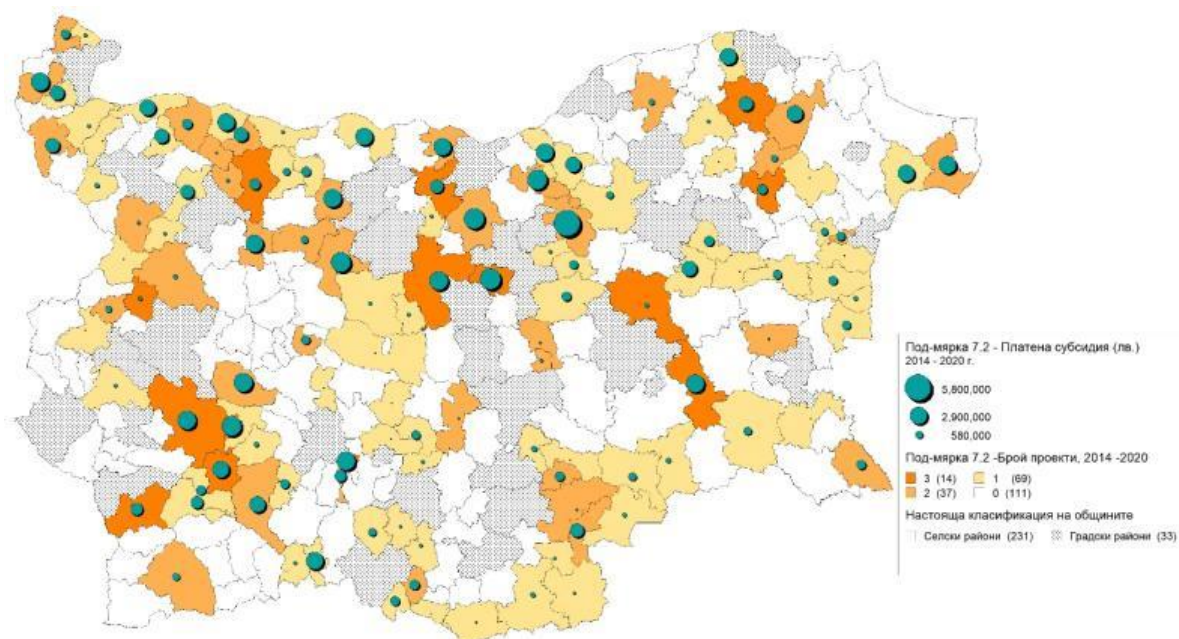 Под-мярка 7.2 - Платена субсидия (лв.)
2014 - 2020 г.
5,800,000
2,900,000
580,000
Под-мярка 7.2 -Брой проекти, 2014 -2020
3 (14) 1 (69)
2 (37) 0 (111)
Настояща класификация на общините
Селски райони (231) Градски райони (33)